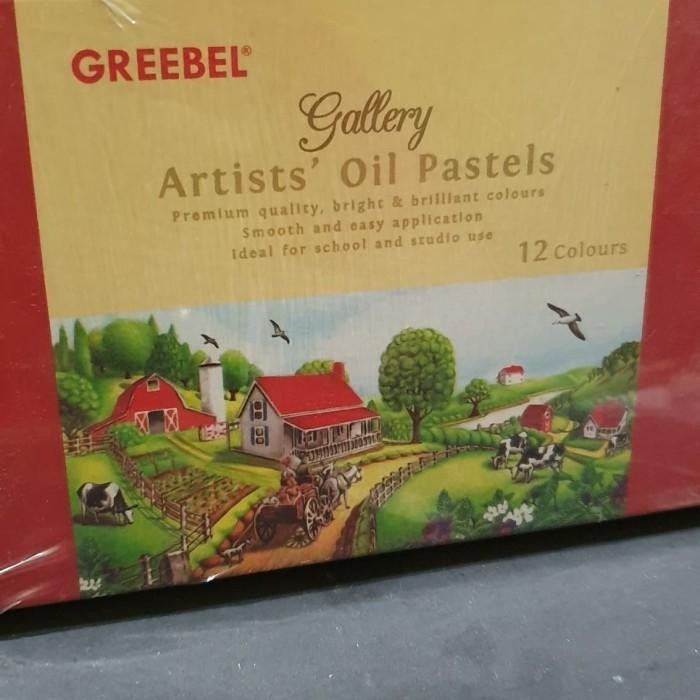 GREEBEL®
Gallery
Artists' Oil Pastels
Premium quality, bright & brilliant colours
Smooth and easy application
Ideal for school and studio use
12 Colours